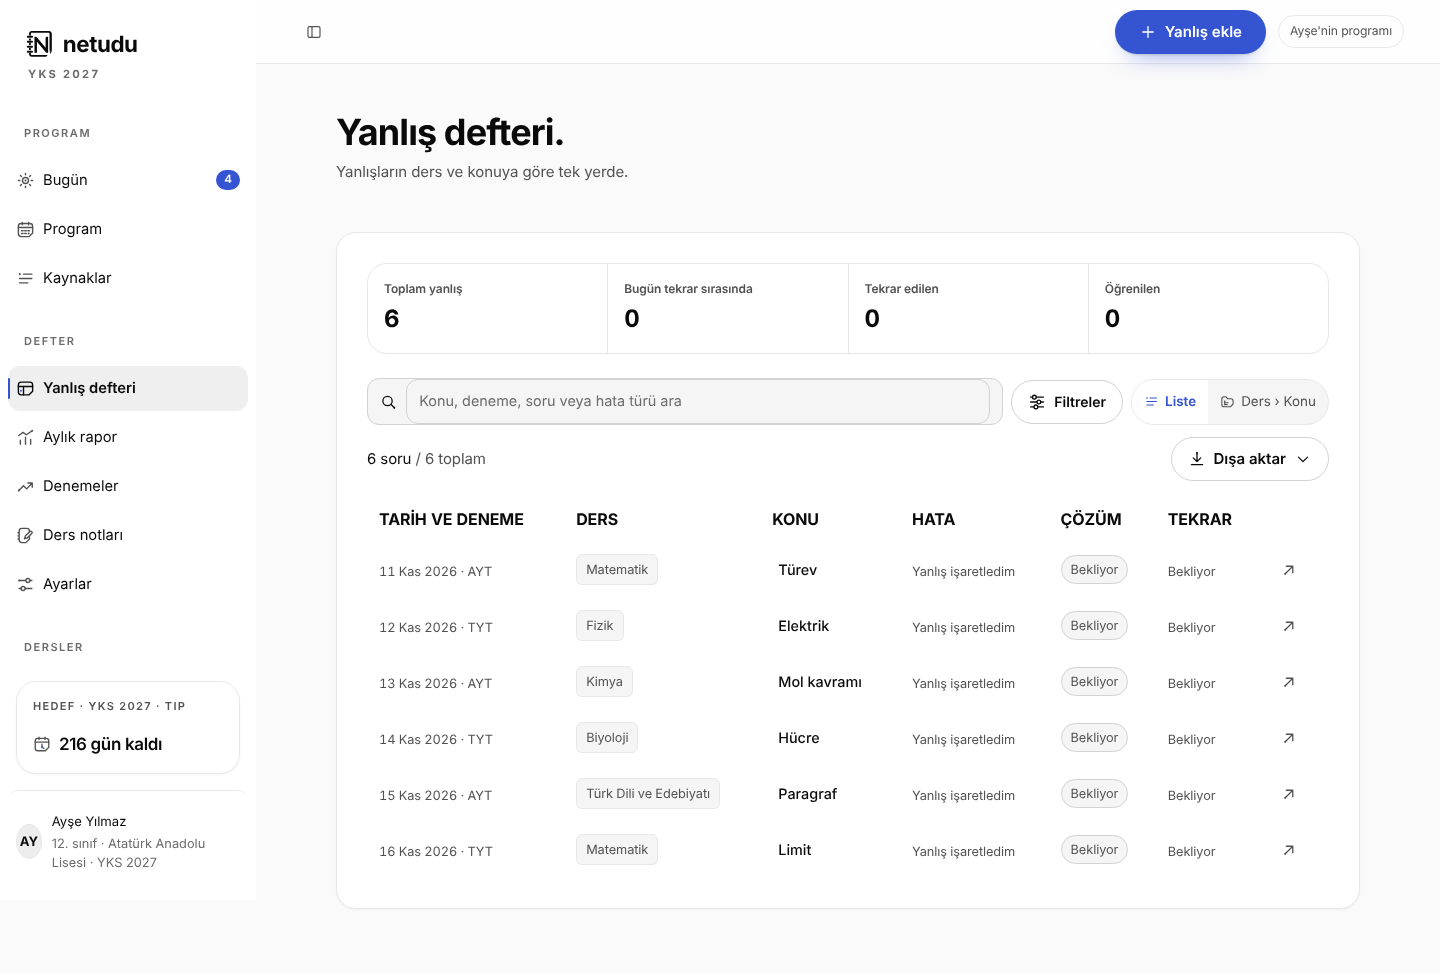 netudu
YKS 2027
PROGRAM
Bugün 4
Program
Kaynaklar
DEFTER
Yanlış defteri
Aylık rapor
Denemeler
Ders notları
Ayarlar
DERSLER
HEDEF · YKS 2027 · TIP
216 gün kaldı
AY
Ayşe Yılmaz
12. sınıf · Atatürk Anadolu
Lisesi · YKS 2027
Yanlış ekle
Ayşe'nin programı
Yanlış defteri.
Yanlışların ders ve konuya göre tek yerde.
Toplam yanlış
6
Bugün tekrar sırasında
0
Tekrar edilen
0
Öğrenilen
0
Konu, deneme, soru veya hata türü ara
Filtreler
Liste
Ders › Konu
6 soru / 6 toplam
Dışa aktar
TARİH VE DENEME DERS KONU HATA ÇÖZÜM TEKRAR
11 Kas 2026 · AYT Matematik Türev Yanlış işaretledim Bekliyor Bekliyor
12 Kas 2026 · TYT Fizik Elektrik Yanlış işaretledim Bekliyor Bekliyor
13 Kas 2026 · AYT Kimya Mol kavramı Yanlış işaretledim Bekliyor Bekliyor
14 Kas 2026 · TYT Biyoloji Hücre Yanlış işaretledim Bekliyor Bekliyor
15 Kas 2026 · AYT Türk Dili ve Edebiyatı Paragraf Yanlış işaretledim Bekliyor Bekliyor
16 Kas 2026 · TYT Matematik Limit Yanlış işaretledim Bekliyor Bekliyor